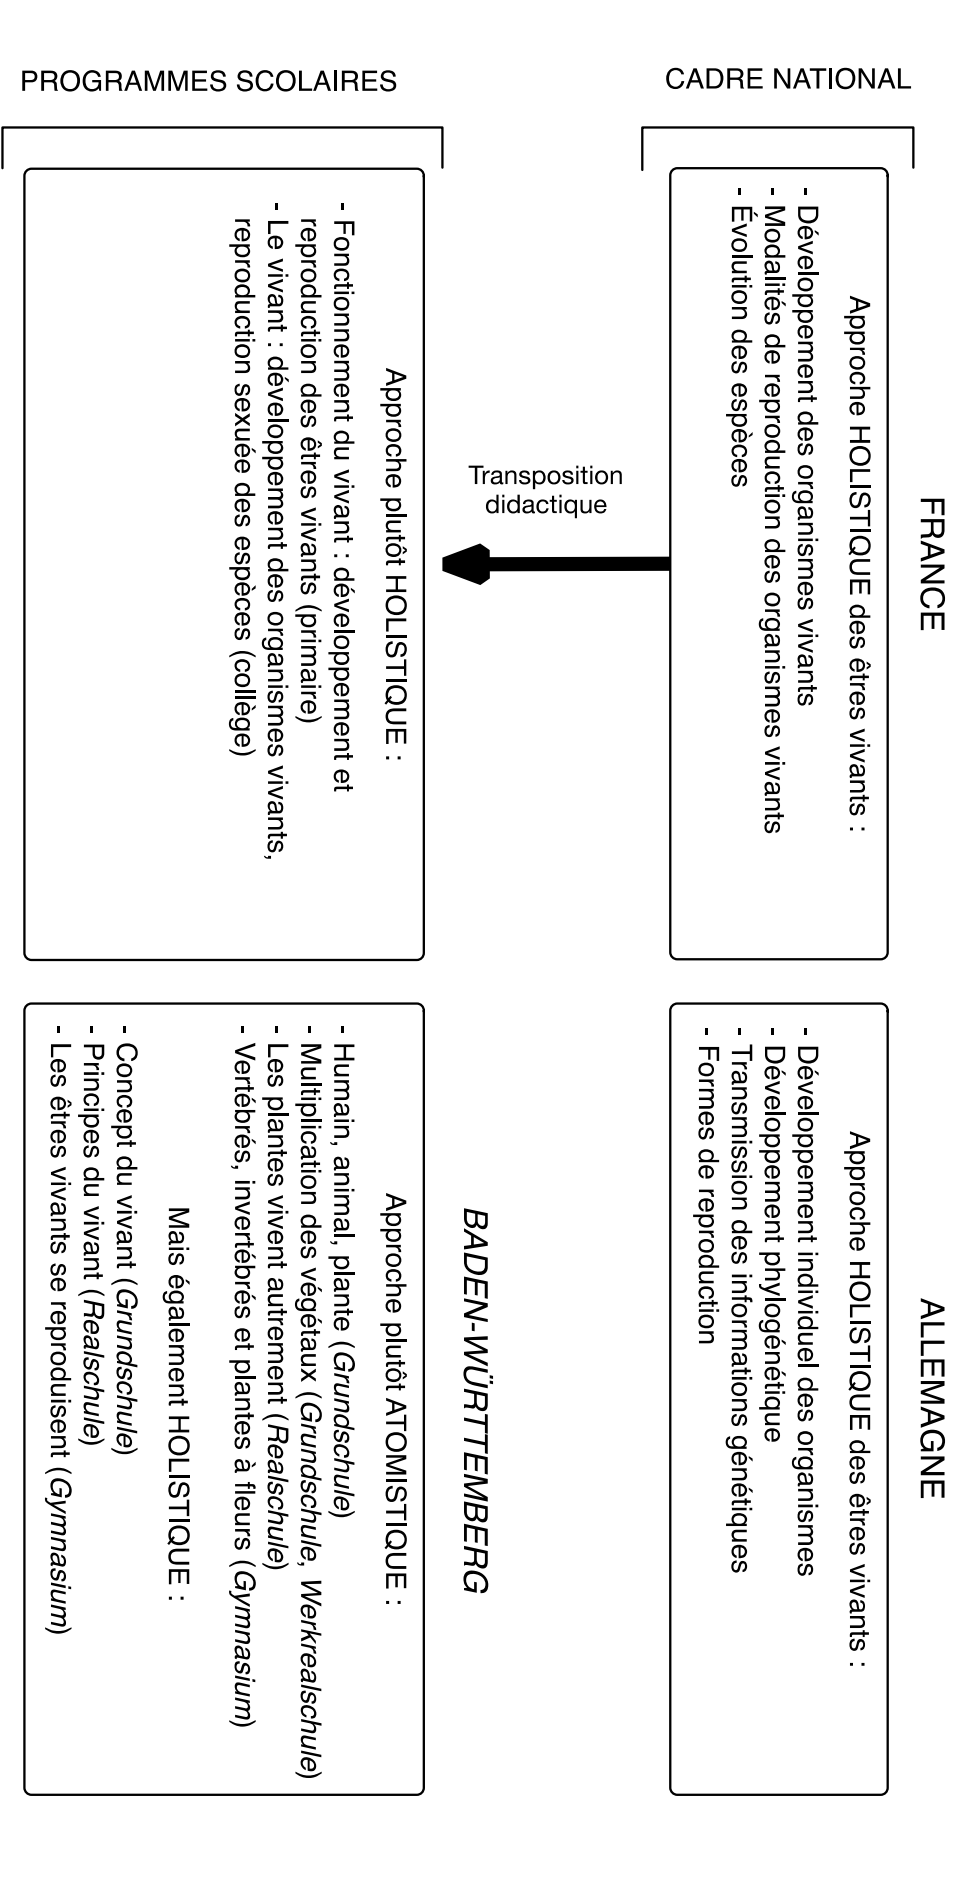 FRANCE
ALLEMAGNE
CADRE NATIONAL
Approche HOLISTIQUE des êtres vivants :
- Développement des organismes vivants
- Modalités de reproduction des organismes vivants
- Évolution des espèces
Approche HOLISTIQUE des êtres vivants :
- Développement individuel des organismes
- Développement phylogénétique
- Transmission des informations génétiques
- Formes de reproduction
Transposition
didactique
BADEN-WÜRTTEMBERG
PROGRAMMES SCOLAIRES
Approche plutôt HOLISTIQUE :
- Fonctionnement du vivant : développement et
reproduction des êtres vivants (primaire)
- Le vivant : développement des organismes vivants,
reproduction sexuée des espèces (collège)
Approche plutôt ATOMISTIQUE :
- Humain, animal, plante (Grundschule)
- Multiplication des végétaux (Grundschule, Werkrealschule)
- Les plantes vivent autrement (Realschule)
- Vertébrés, invertébrés et plantes à fleurs (Gymnasium)
Mais également HOLISTIQUE :
- Concept du vivant (Grundschule)
- Principes du vivant (Realschule)
- Les êtres vivants se reproduisent (Gymnasium)